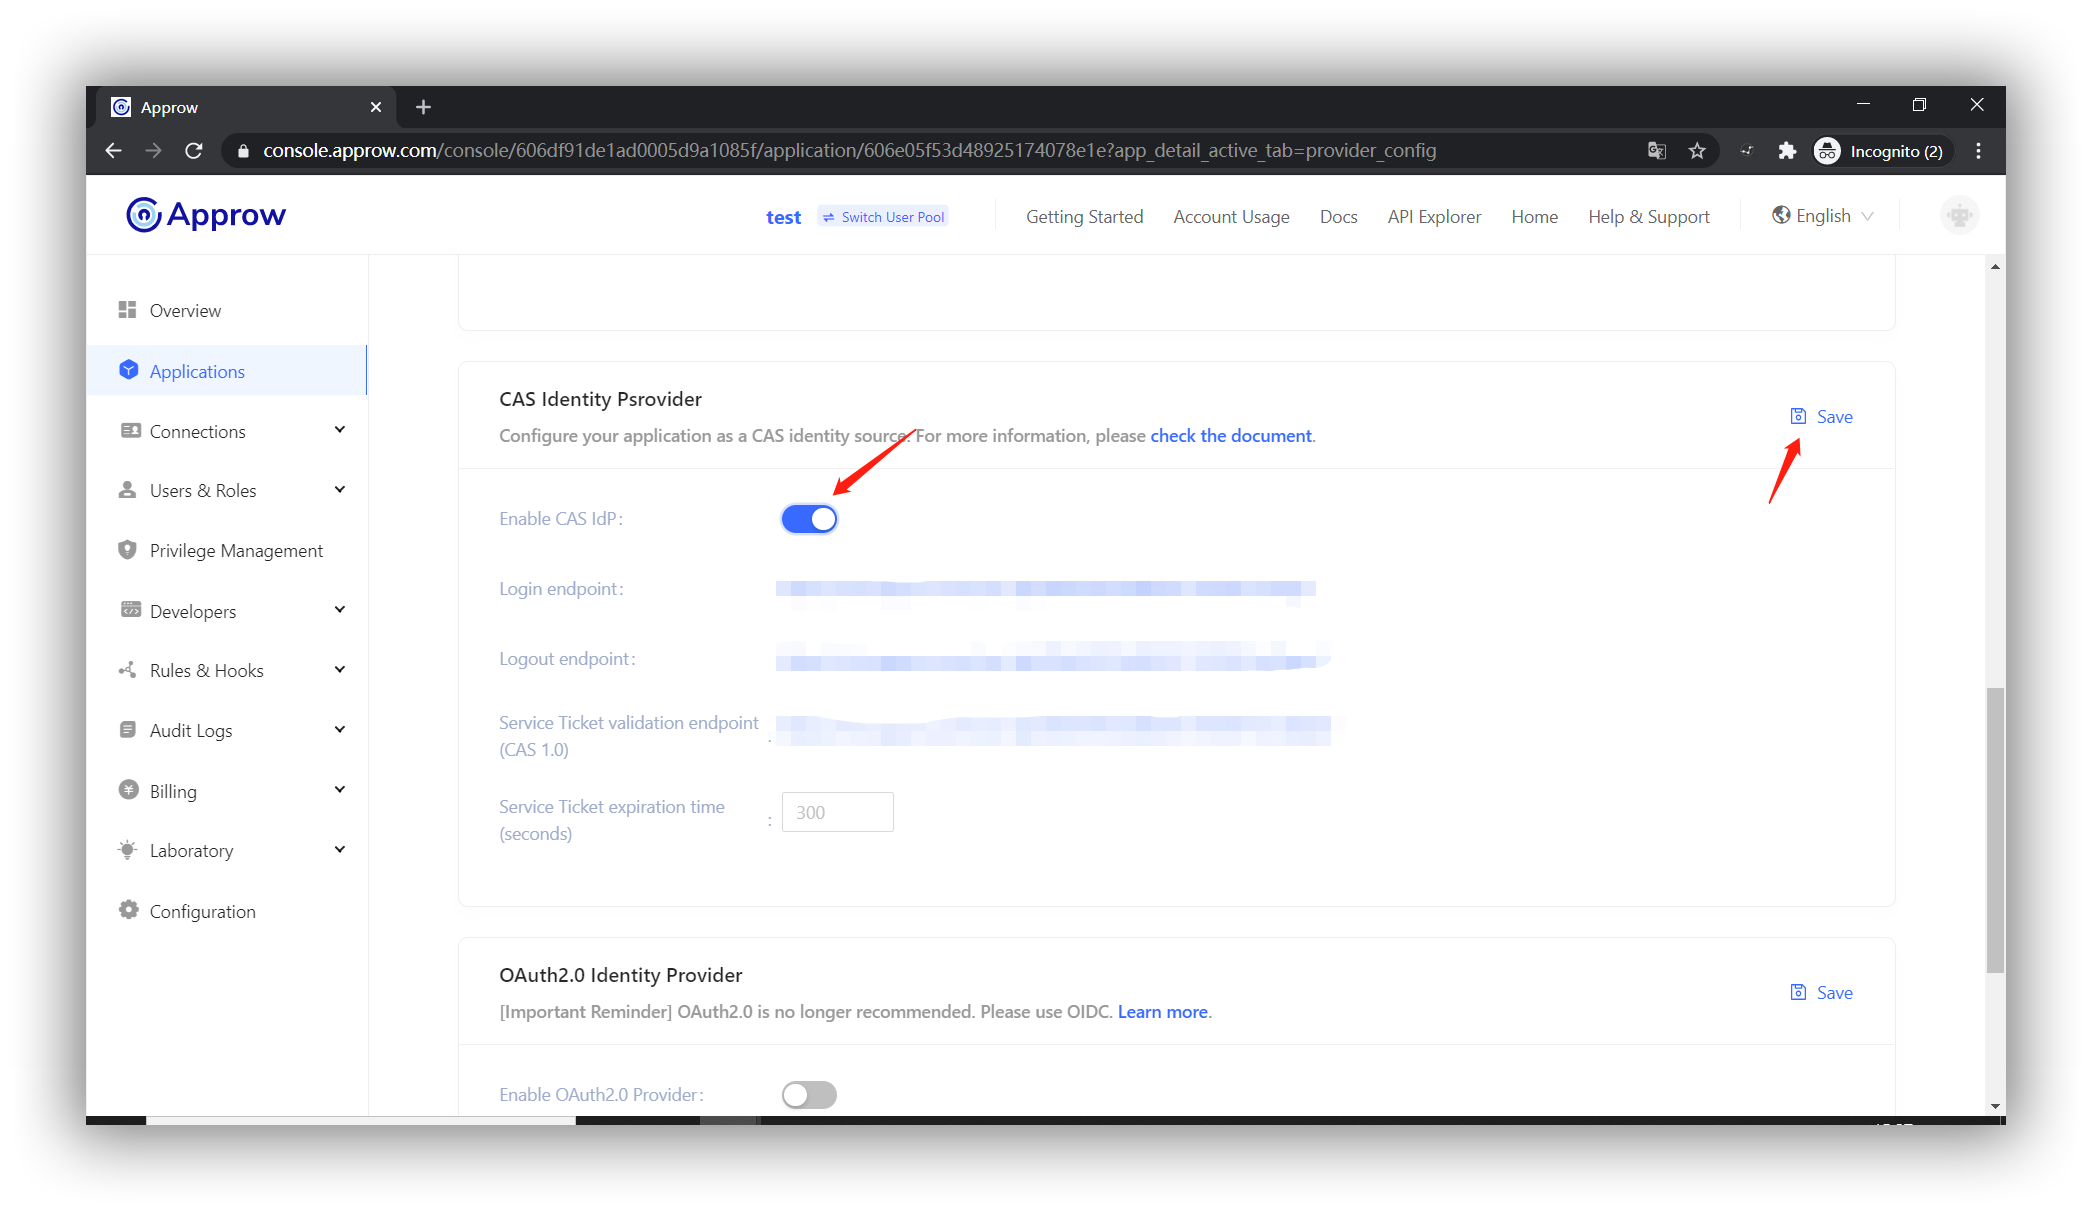 Approw
console.approw.com/console/606df91de1ad0005d9a1085f/application/606e05f53d48925174078e1e?app_detail_active_tab=provider_config
Incognito (2)
Approw
test
Switch User Pool
Getting Started
Account Usage
Docs
API Explorer
Home
Help & Support
English
Overview
Applications
Connections
Users & Roles
Privilege Management
Developers
Rules & Hooks
Audit Logs
Billing
Laboratory
Configuration
CAS Identity Psrovider
Configure your application as a CAS identity source. For more information, please check the document.
Save
Enable CAS IdP:
Login endpoint:
Logout endpoint:
Service Ticket validation endpoint
(CAS 1.0) :
Service Ticket expiration time
(seconds) :
300
OAuth2.0 Identity Provider
[Important Reminder] OAuth2.0 is no longer recommended. Please use OIDC. Learn more.
Save
Enable OAuth2.0 Provider: